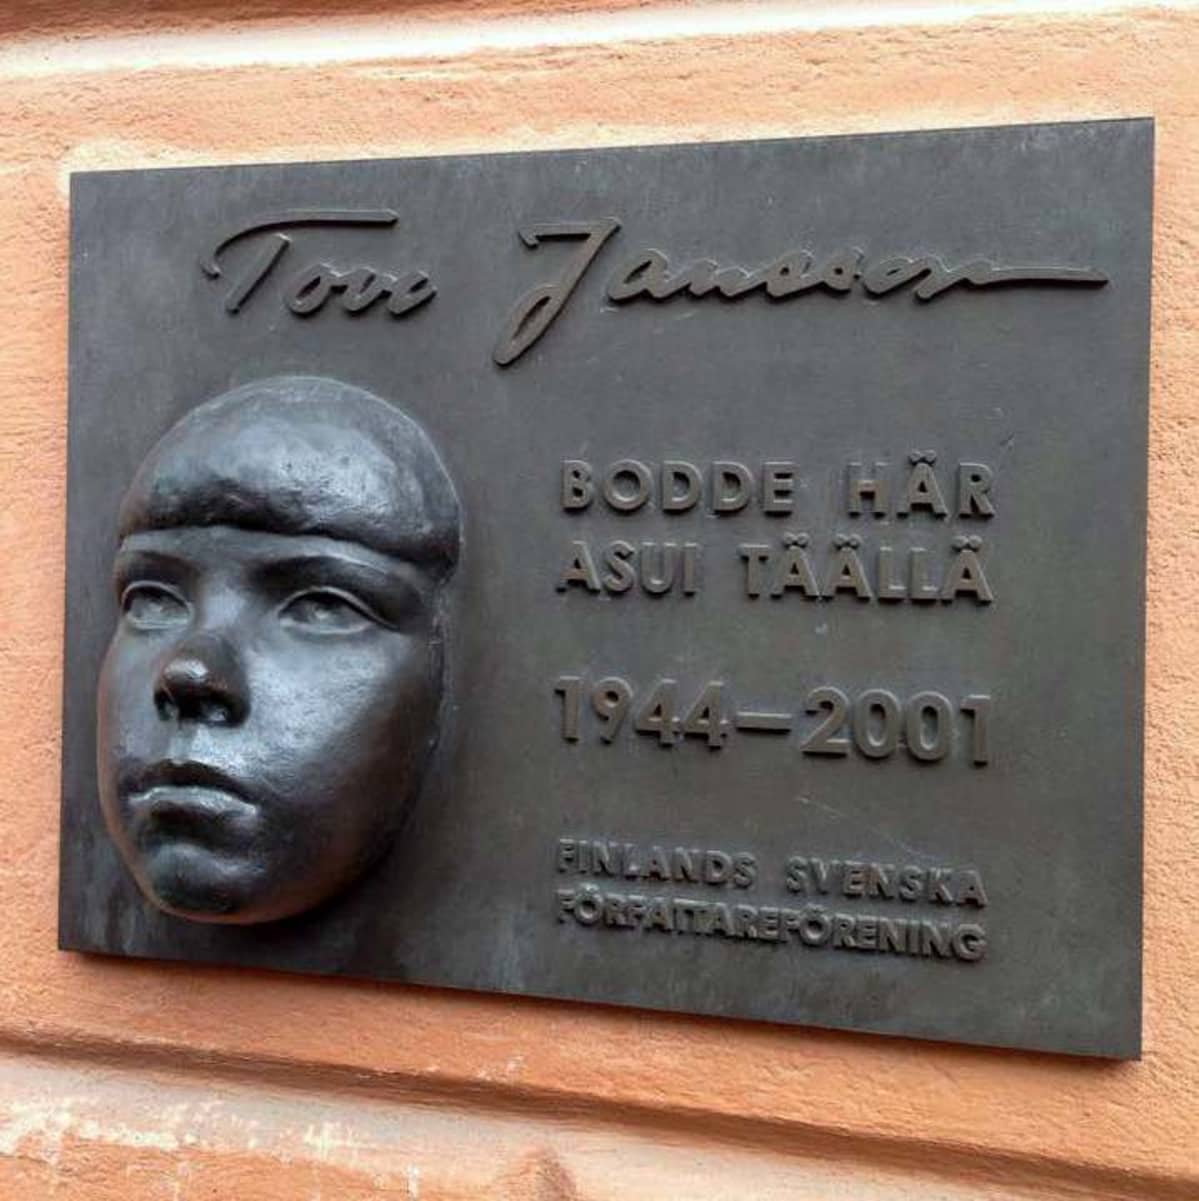 Tove Jansson
BODDE HÄR
ASUI TÄÄLLÄ
1944–2001
FINLANDS SVENSKA
FÖRFATTAREFÖRENING